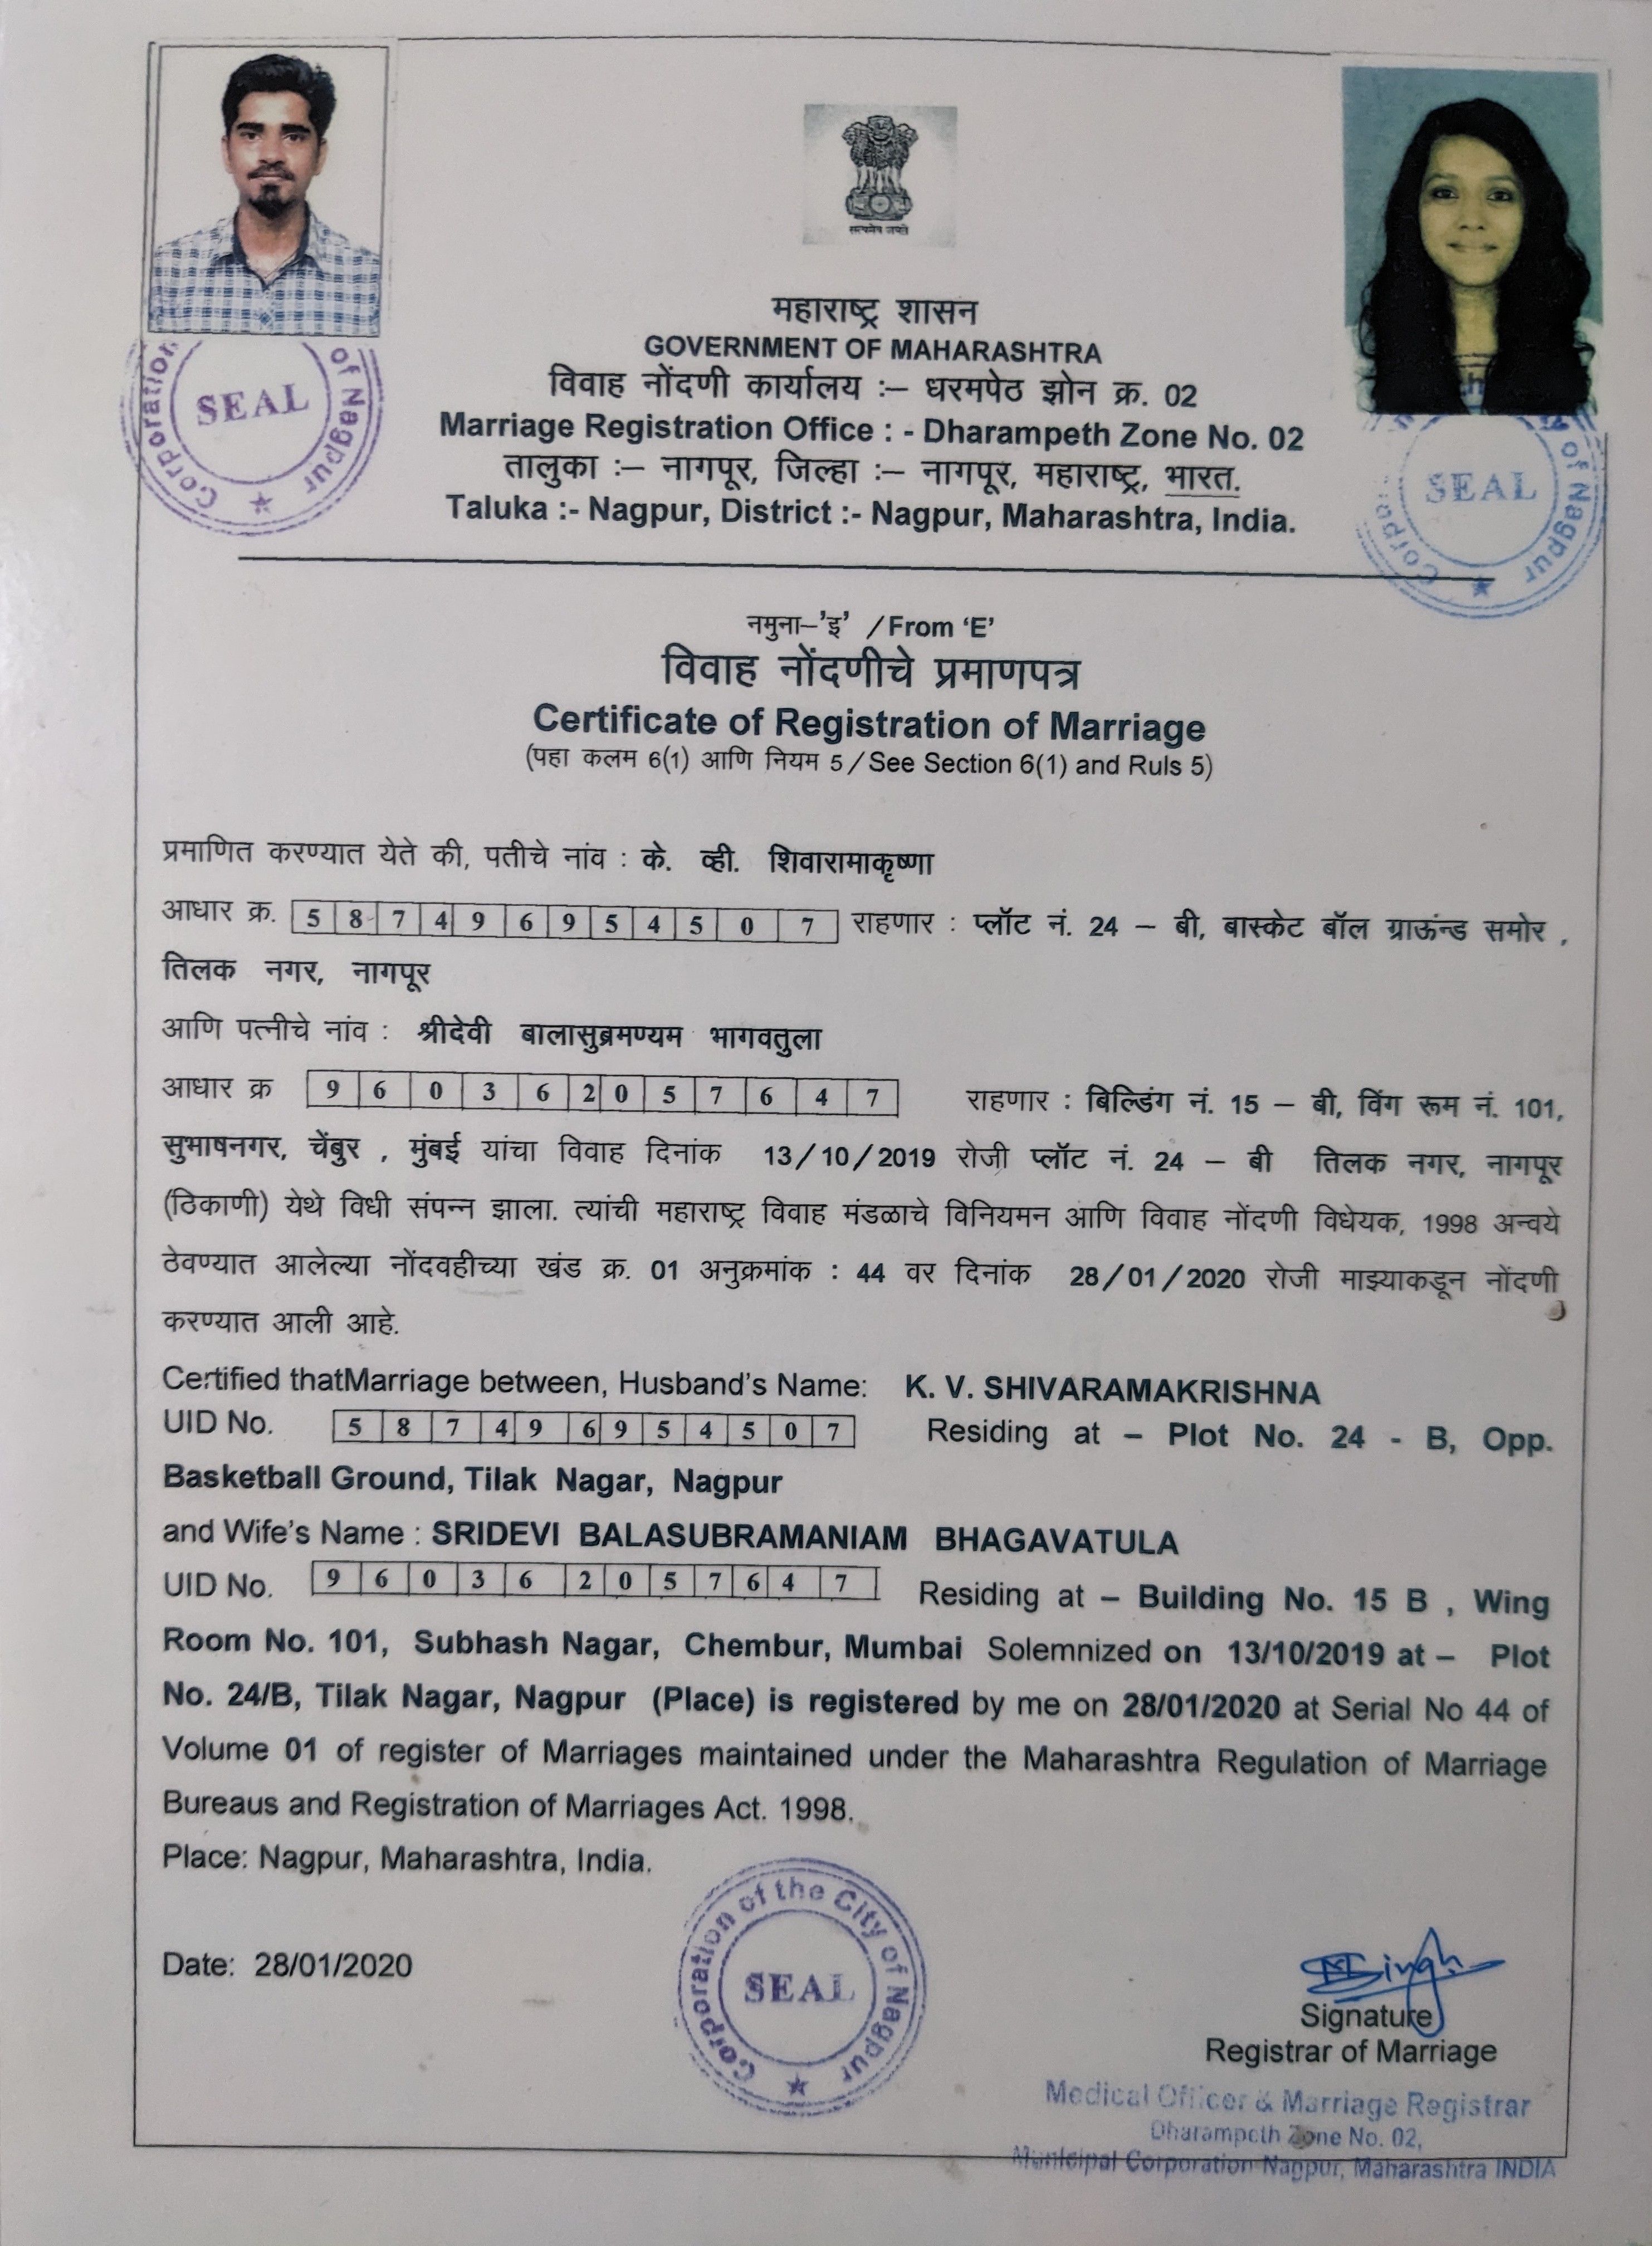 सत्यमेव जयते
महाराष्ट्र शासन
GOVERNMENT OF MAHARASHTRA
विवाह नोंदणी कार्यालय :– धरमपेठ झोन क्र. 02
Marriage Registration Office : - Dharampeth Zone No. 02
तालुका :– नागपूर, जिल्हा :– नागपूर, महाराष्ट्र, भारत.
Taluka :- Nagpur, District :- Nagpur, Maharashtra, India.
Corporation of Nagpur
SEAL
Corpo of Nagpur
SEAL
नमुना–'इ' / From 'E'
विवाह नोंदणीचे प्रमाणपत्र
Certificate of Registration of Marriage
(पहा कलम 6(1) आणि नियम 5 / See Section 6(1) and Ruls 5)
प्रमाणित करण्यात येते की, पतीचे नांव : के. व्ही. शिवारामाकृष्णा
आधार क्र. 5 8 7 4 9 6 9 5 4 5 0 7 राहणार : प्लॉट नं. 24 – बी, बास्केट बॉल ग्राऊंन्ड समोर ,
तिलक नगर, नागपूर
आणि पत्नीचे नांव : श्रीदेवी बालासुब्रमण्यम भागवतुला
आधार क्र 9 6 0 3 6 2 0 5 7 6 4 7 राहणार : बिल्डिंग नं. 15 – बी, विंग रूम नं. 101,
सुभाषनगर, चेंबुर , मुंबई यांचा विवाह दिनांक 13/10/2019 रोजी प्लॉट नं. 24 – बी तिलक नगर, नागपूर
(ठिकाणी) येथे विधी संपन्न झाला. त्यांची महाराष्ट्र विवाह मंडळाचे विनियमन आणि विवाह नोंदणी विधेयक, 1998 अन्वये
ठेवण्यात आलेल्या नोंदवहीच्या खंड क्र. 01 अनुक्रमांक : 44 वर दिनांक 28/01/2020 रोजी माझ्याकडून नोंदणी
करण्यात आली आहे.
Certified thatMarriage between, Husband's Name: K. V. SHIVARAMAKRISHNA
UID No. 5 8 7 4 9 6 9 5 4 5 0 7 Residing at – Plot No. 24 - B, Opp.
Basketball Ground, Tilak Nagar, Nagpur
and Wife's Name : SRIDEVI BALASUBRAMANIAM BHAGAVATULA
UID No. 9 6 0 3 6 2 0 5 7 6 4 7 Residing at – Building No. 15 B , Wing
Room No. 101, Subhash Nagar, Chembur, Mumbai Solemnized on 13/10/2019 at – Plot
No. 24/B, Tilak Nagar, Nagpur (Place) is registered by me on 28/01/2020 at Serial No 44 of
Volume 01 of register of Marriages maintained under the Maharashtra Regulation of Marriage
Bureaus and Registration of Marriages Act. 1998.
Place: Nagpur, Maharashtra, India.
Corporation of the City of Nagpur
SEAL
Date: 28/01/2020
Singh
Signature
Registrar of Marriage
Medical Officer & Marriage Registrar
Dharampeth Zone No. 02,
Municipal Corporation Nagpur, Maharashtra INDIA